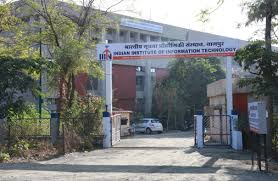 भारतीय सूचना प्रौद्योगिकी संस्थान, नागपुर
INDIAN INSTITUTE OF INFORMATION TECHNOLOGY